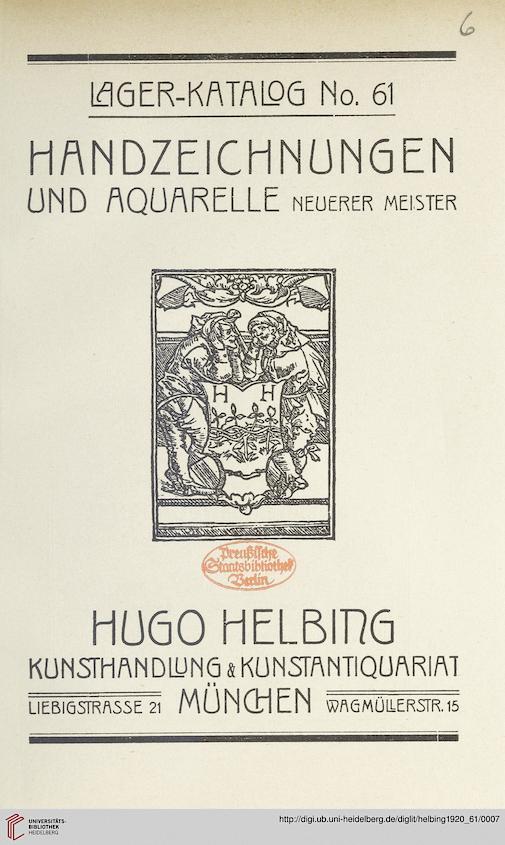 6
LAGER-KATALOG No. 61
HANDZEICHNUNGEN
UND AQUARELLE NEUERER MEISTER
H H
Preußische
Staatsbibliothek
Berlin
HUGO HELBING
KUNSTHANDLUNG & KUNSTANTIQUARIAT
LIEBIGSTRASSE 21 MÜNCHEN WAGMÜLLERSTR. 15
UNIVERSITÄTS-
BIBLIOTHEK
HEIDELBERG
http://digi.ub.uni-heidelberg.de/diglit/helbing1920_61/0007